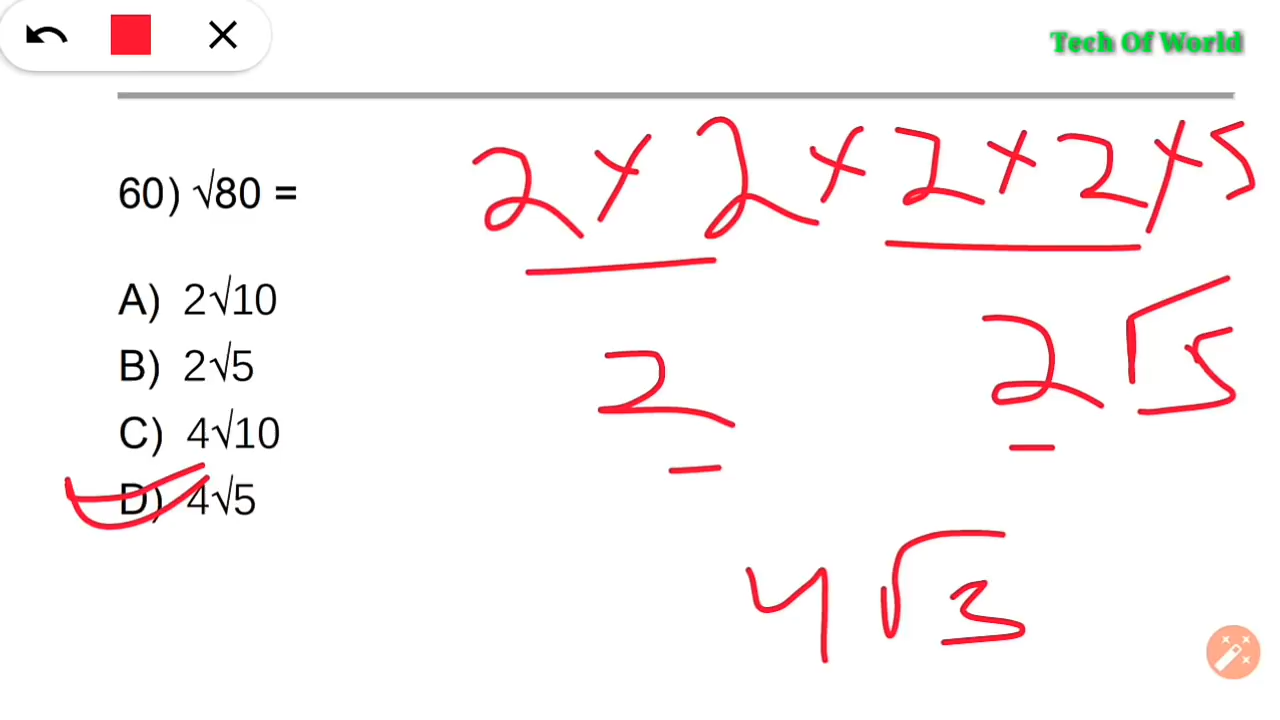 Tech Of World
60) √80 =
2 × 2 × 2 × 2 × 5
A) 2√10
B) 2√5
2 2√5
C) 4√10
D) 4√5
4√3